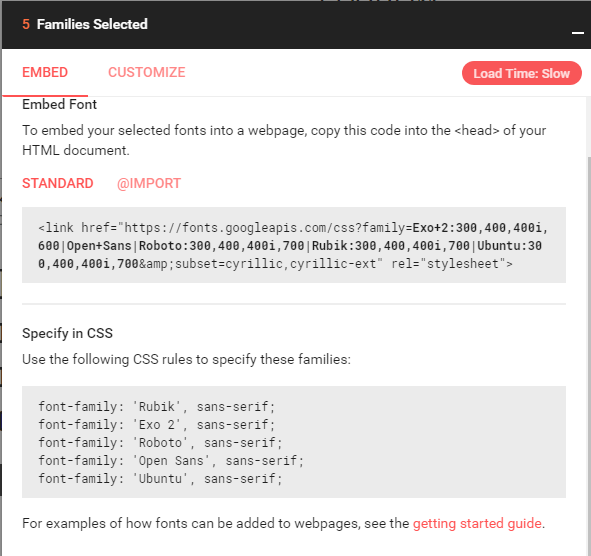 5 Families Selected
EMBED CUSTOMIZE Load Time: Slow
Embed Font
To embed your selected fonts into a webpage, copy this code into the <head> of your
HTML document.
STANDARD @IMPORT
<link href="https://fonts.googleapis.com/css?family=Exo+2:300,400,400i,
600|Open+Sans|Roboto:300,400,400i,700|Rubik:300,400,400i,700|Ubuntu:30
0,400,400i,700&amp;subset=cyrillic,cyrillic-ext" rel="stylesheet">
Specify in CSS
Use the following CSS rules to specify these families:
font-family: 'Rubik', sans-serif;
font-family: 'Exo 2', sans-serif;
font-family: 'Roboto', sans-serif;
font-family: 'Open Sans', sans-serif;
font-family: 'Ubuntu', sans-serif;
For examples of how fonts can be added to webpages, see the getting started guide.